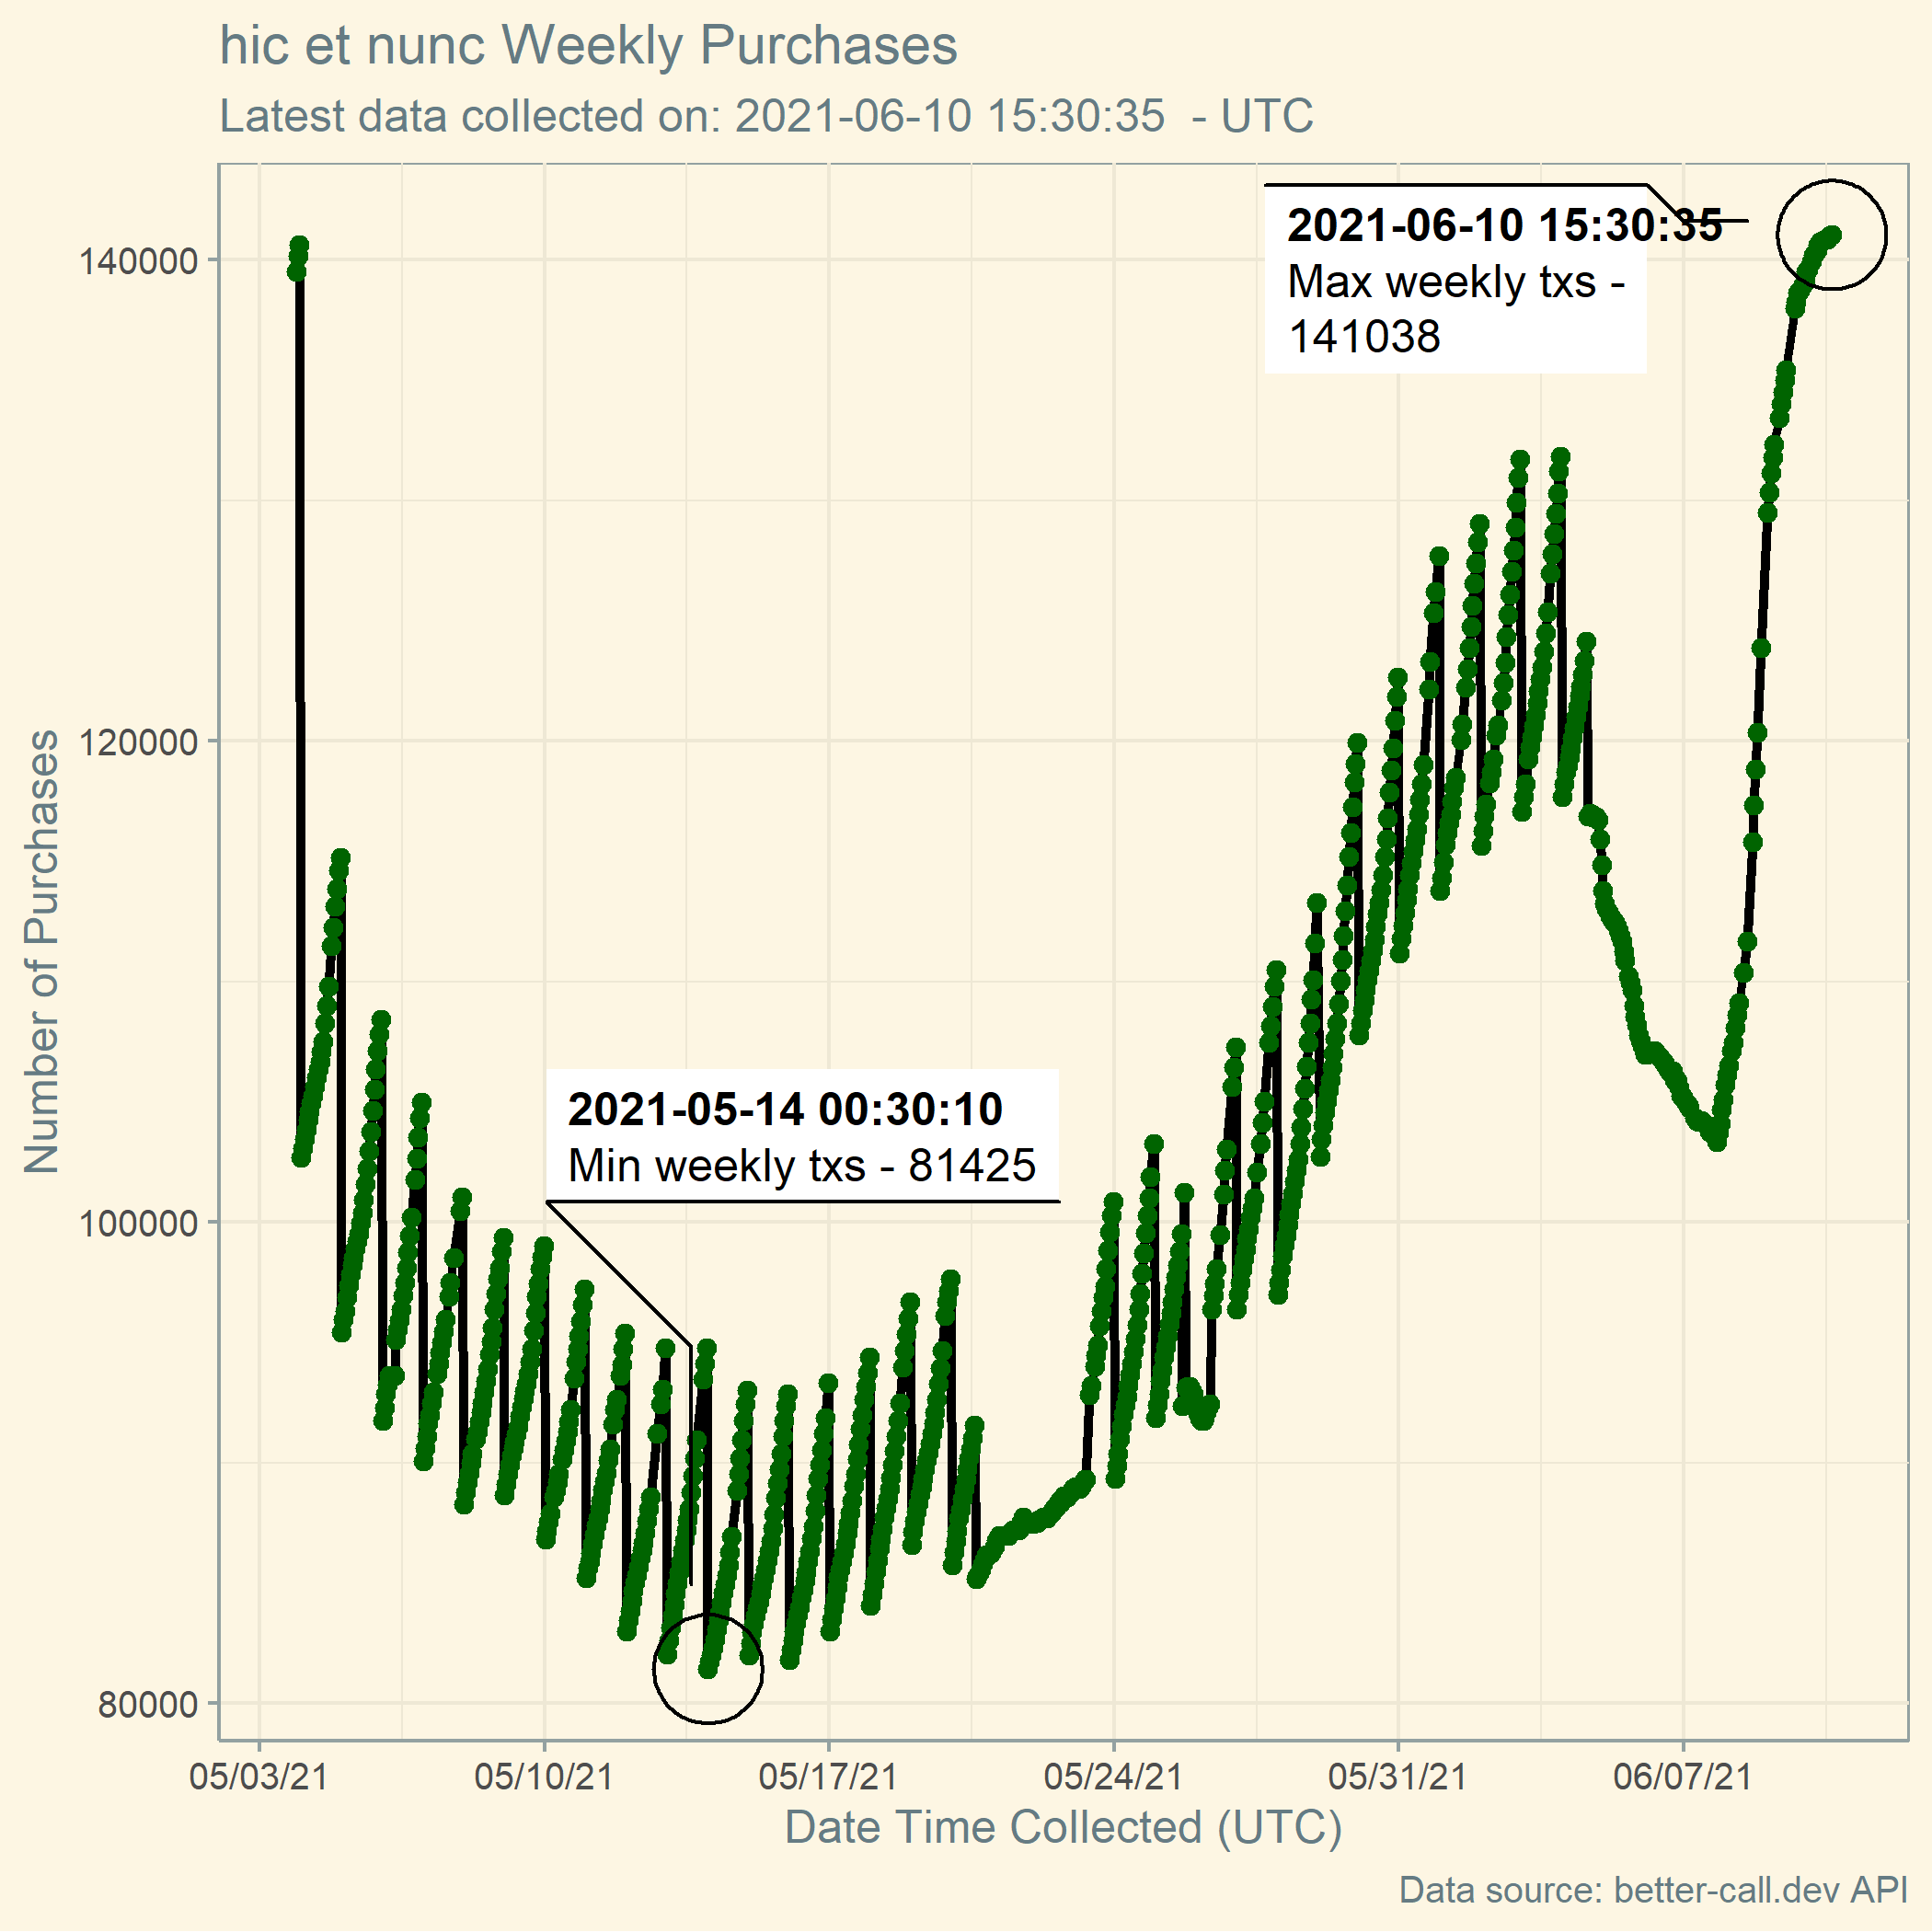 hic et nunc Weekly Purchases
Latest data collected on: 2021-06-10 15:30:35  - UTC
Number of Purchases
140000
120000
100000
80000
2021-06-10 15:30:35
Max weekly txs -
141038
2021-05-14 00:30:10
Min weekly txs - 81425
05/03/21 05/10/21 05/17/21 05/24/21 05/31/21 06/07/21
Date Time Collected (UTC)
Data source: better-call.dev API